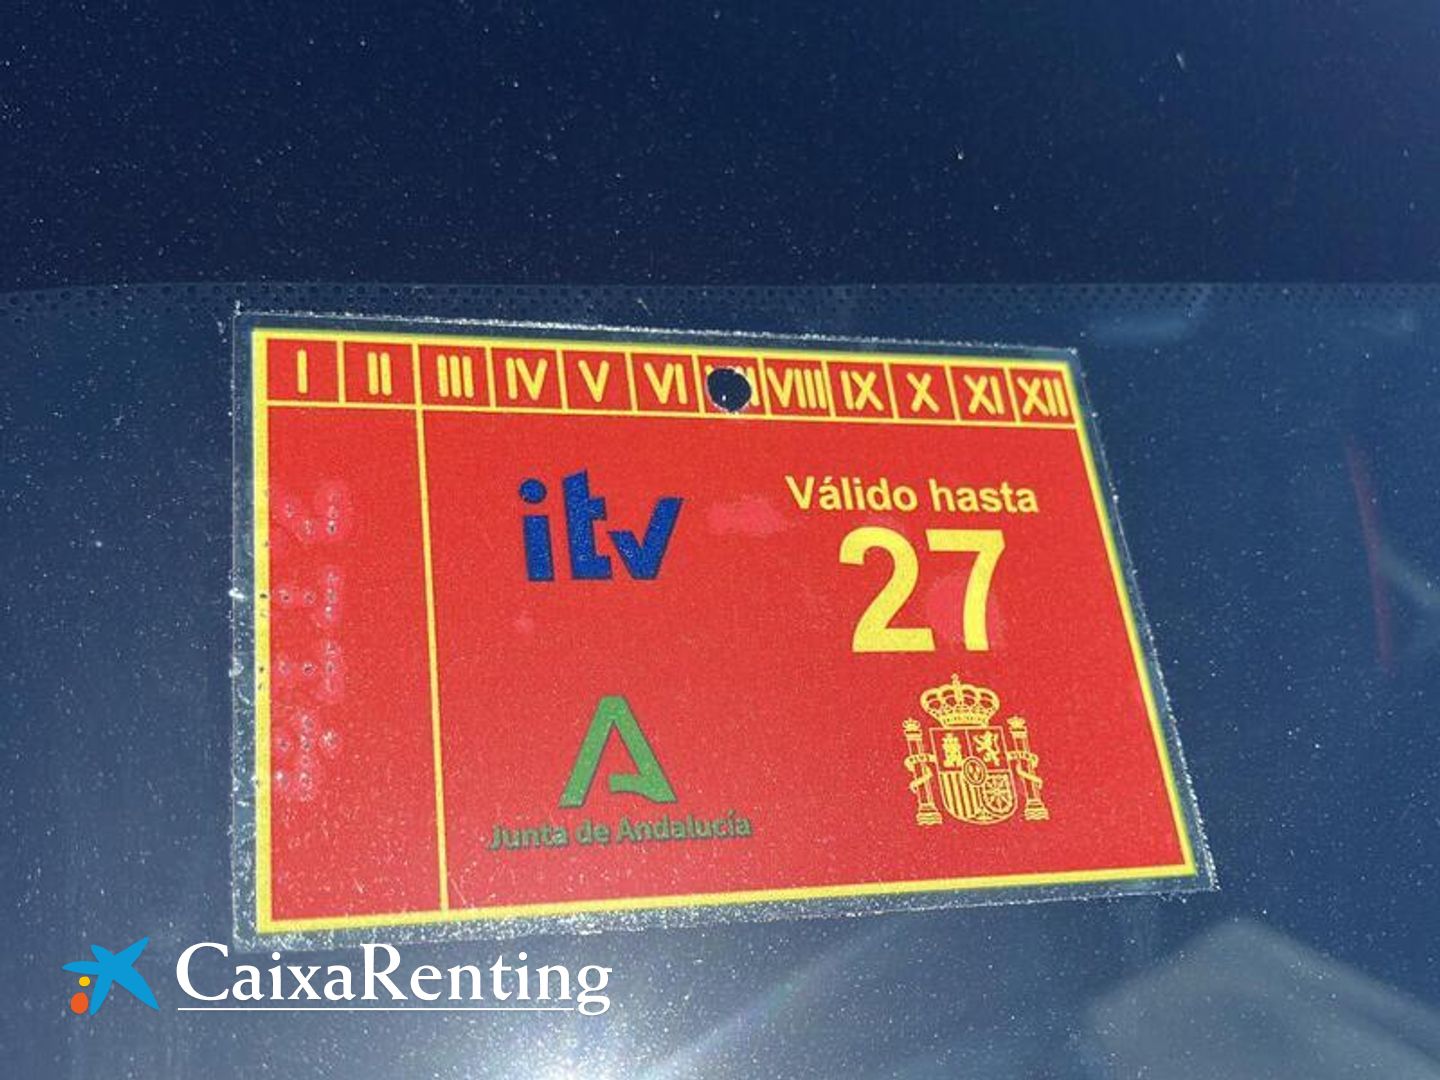 I II III IV V VI VIII IX X XI XII
itv
Válido hasta
27
Junta de Andalucía
CaixaRenting